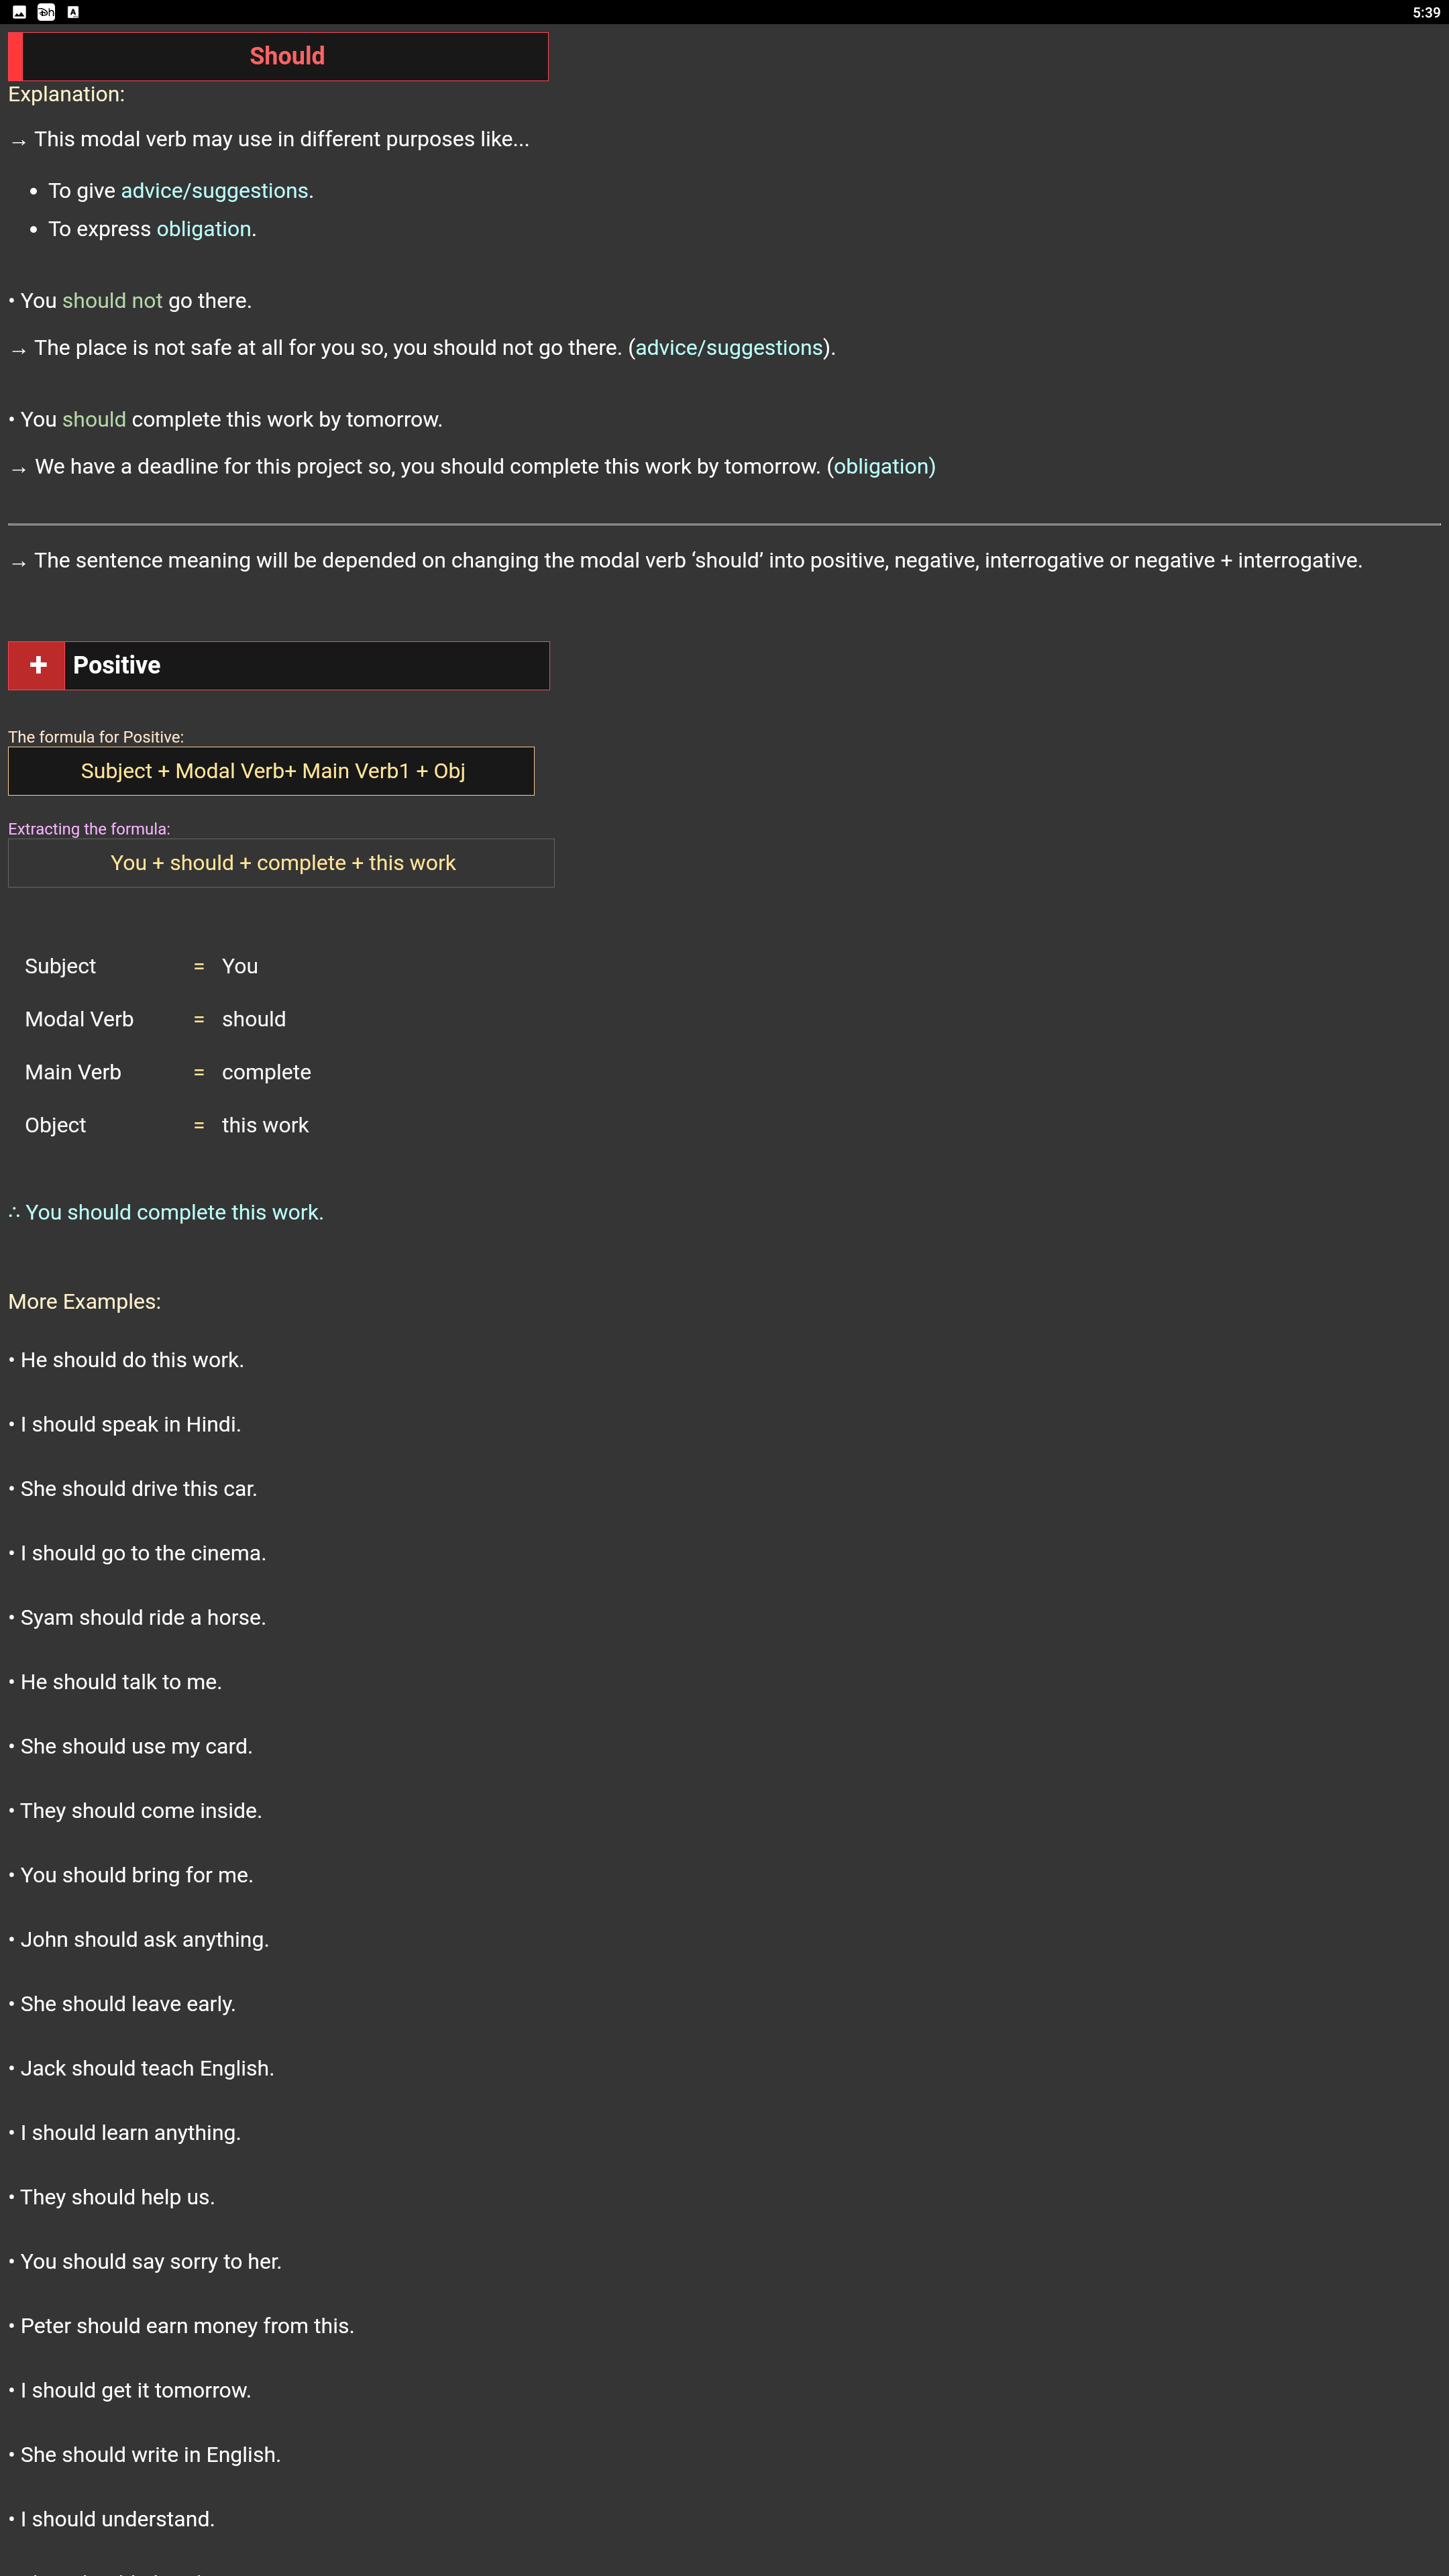 5:39
Should
Explanation:
→ This modal verb may use in different purposes like...
• To give advice/suggestions.
• To express obligation.
• You should not go there.
→ The place is not safe at all for you so, you should not go there. (advice/suggestions).
• You should complete this work by tomorrow.
→ We have a deadline for this project so, you should complete this work by tomorrow. (obligation)
→ The sentence meaning will be depended on changing the modal verb ‘should’ into positive, negative, interrogative or negative + interrogative.
+ Positive
The formula for Positive:
Subject + Modal Verb+ Main Verb1 + Obj
Extracting the formula:
You + should + complete + this work
Subject = You
Modal Verb = should
Main Verb = complete
Object = this work
∴ You should complete this work.
More Examples:
• He should do this work.
• I should speak in Hindi.
• She should drive this car.
• I should go to the cinema.
• Syam should ride a horse.
• He should talk to me.
• She should use my card.
• They should come inside.
• You should bring for me.
• John should ask anything.
• She should leave early.
• Jack should teach English.
• I should learn anything.
• They should help us.
• You should say sorry to her.
• Peter should earn money from this.
• I should get it tomorrow.
• She should write in English.
• I should understand.